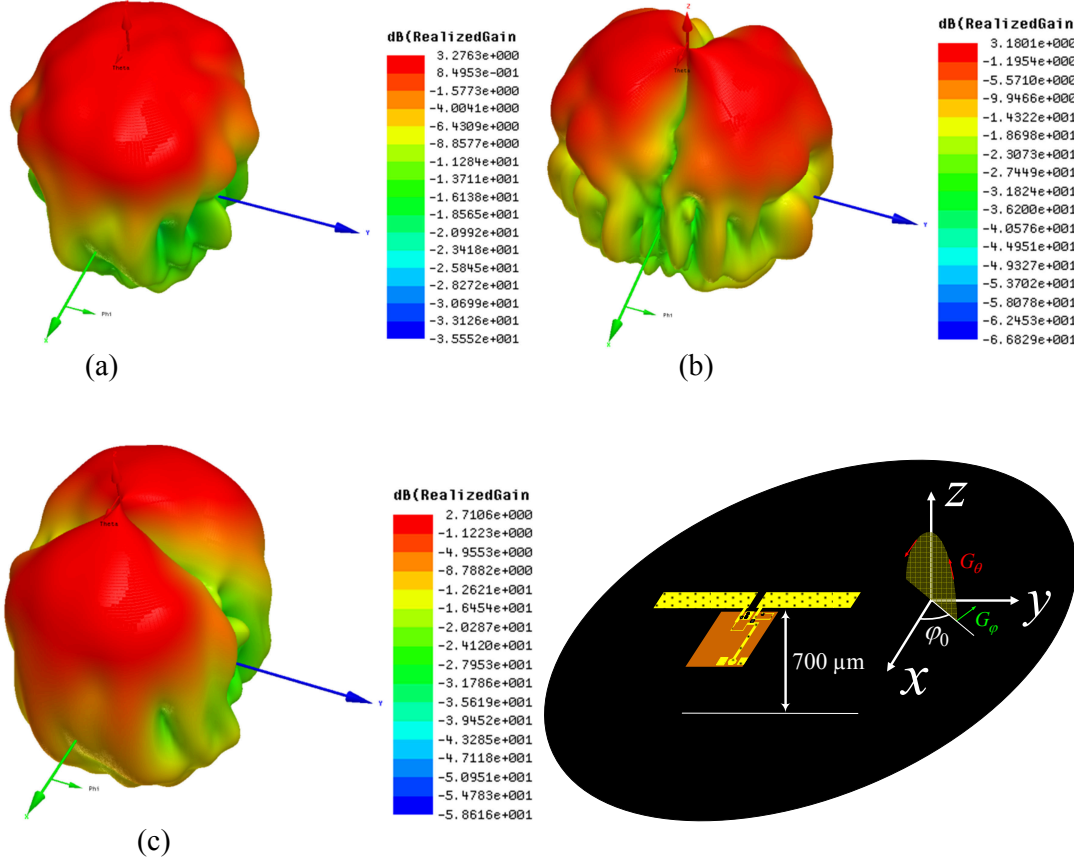 dB(RealizedGain
3.2763e+000
8.4953e-001
-1.5773e+000
-4.0041e+000
-6.4309e+000
-8.8577e+000
-1.1284e+001
-1.3711e+001
-1.6138e+001
-1.8565e+001
-2.0992e+001
-2.3418e+001
-2.5845e+001
-2.8272e+001
-3.0699e+001
-3.3126e+001
-3.5552e+001
Theta
Y
Phi
X
(a)
Z
dB(RealizedGain
3.1801e+000
-1.1954e+000
-5.5710e+000
-9.9466e+000
-1.4322e+001
-1.8698e+001
-2.3073e+001
-2.7449e+001
-3.1824e+001
-3.6200e+001
-4.0576e+001
-4.4951e+001
-4.9327e+001
-5.3702e+001
-5.8078e+001
-6.2453e+001
-6.6829e+001
Theta
Y
Phi
X
(b)
dB(RealizedGain
2.7106e+000
-1.1223e+000
-4.9553e+000
-8.7882e+000
-1.2621e+001
-1.6454e+001
-2.0287e+001
-2.4120e+001
-2.7953e+001
-3.1786e+001
-3.5619e+001
-3.9452e+001
-4.3285e+001
-4.7118e+001
-5.0951e+001
-5.4783e+001
-5.8616e+001
Theta
Y
Phi
X
(c)
z
Gθ
y
Gφ
φ0
x
700 µm